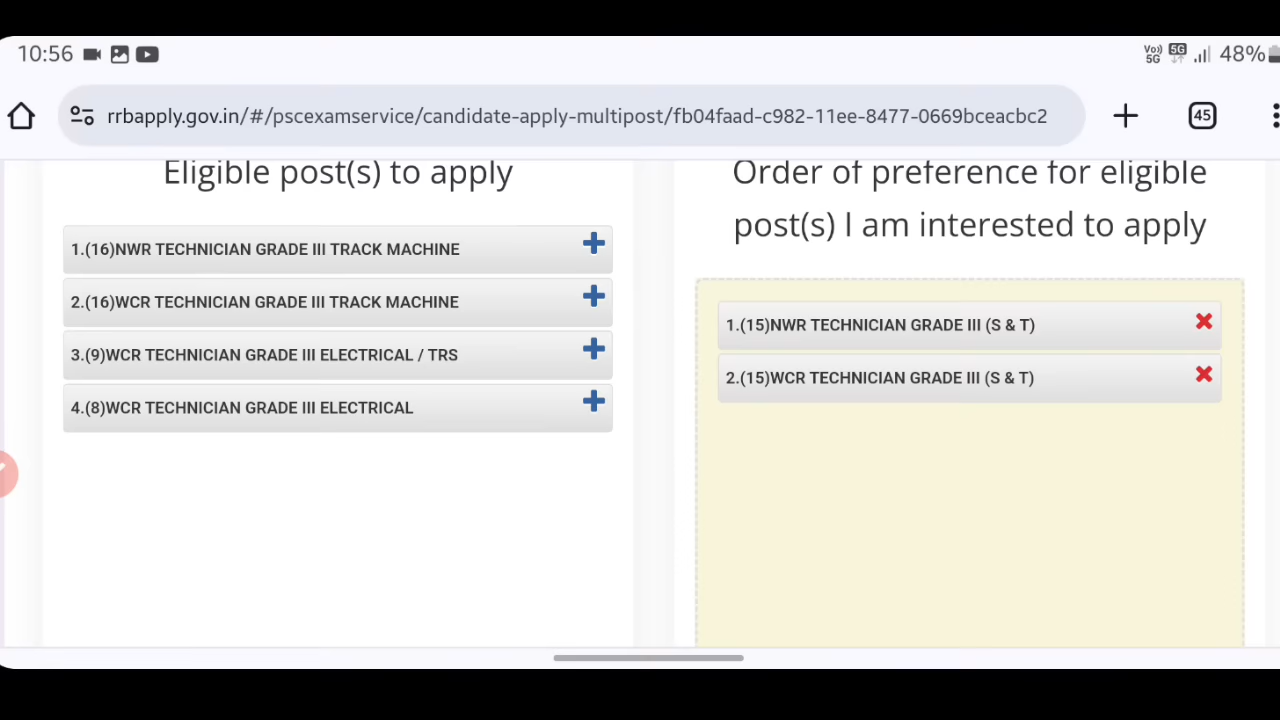 10:56
Vo)) 5G 5G 48%
rrbapply.gov.in/#/pscexamservice/candidate-apply-multipost/fb04faad-c982-11ee-8477-0669bceacbc2
45
Eligible post(s) to apply
1.(16)NWR TECHNICIAN GRADE III TRACK MACHINE
2.(16)WCR TECHNICIAN GRADE III TRACK MACHINE
3.(9)WCR TECHNICIAN GRADE III ELECTRICAL / TRS
4.(8)WCR TECHNICIAN GRADE III ELECTRICAL
Order of preference for eligible
post(s) I am interested to apply
1.(15)NWR TECHNICIAN GRADE III (S & T)
2.(15)WCR TECHNICIAN GRADE III (S & T)